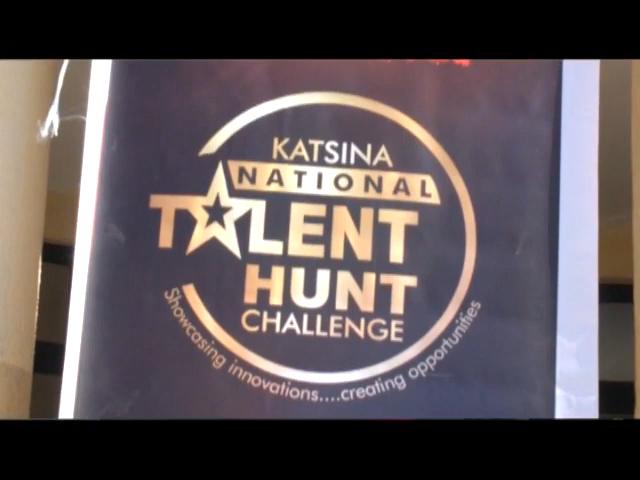 KATSINA
NATIONAL
TALENT
HUNT
CHALLENGE
Showcasing innovations....creating opportunities